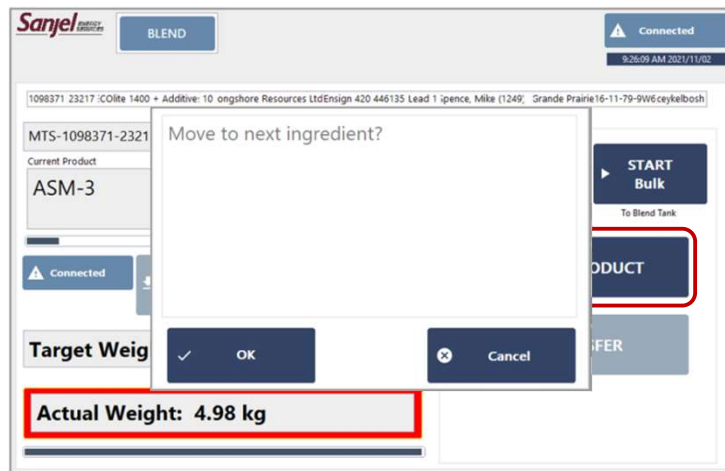 Sanjel ENERGY SERVICES
BLEND
Connected
9:26:09 AM 2021/11/02
1098371 23217 COlite 1400 + Additive: 10 ongshore Resources LtdEnsign 420 446135 Lead 1 Spence, Mike (1249; Grande Prairie16-11-79-9W6 ceykelbosh
MTS-1098371-2321
Move to next ingredient?
Current Product
ASM-3
START
Bulk
To Blend Tank
Connected
ODUCT
Target Weig
OK
Cancel
SFER
Actual Weight: 4.98 kg